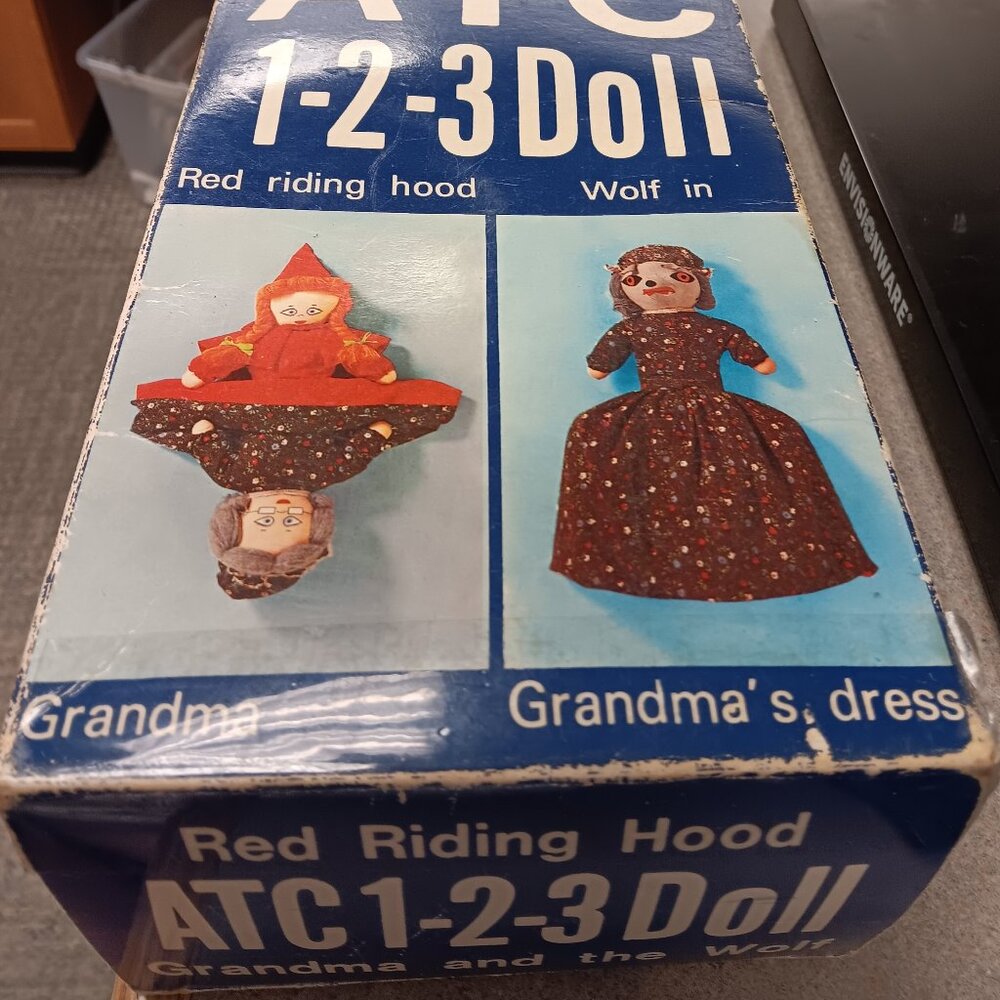 ATC
1-2-3 Doll
Red riding hood
Wolf in
Grandma
Grandma's dress
Red Riding Hood
ATC 1-2-3 Doll
Grandma and the Wolf
ENVISIONWARE®